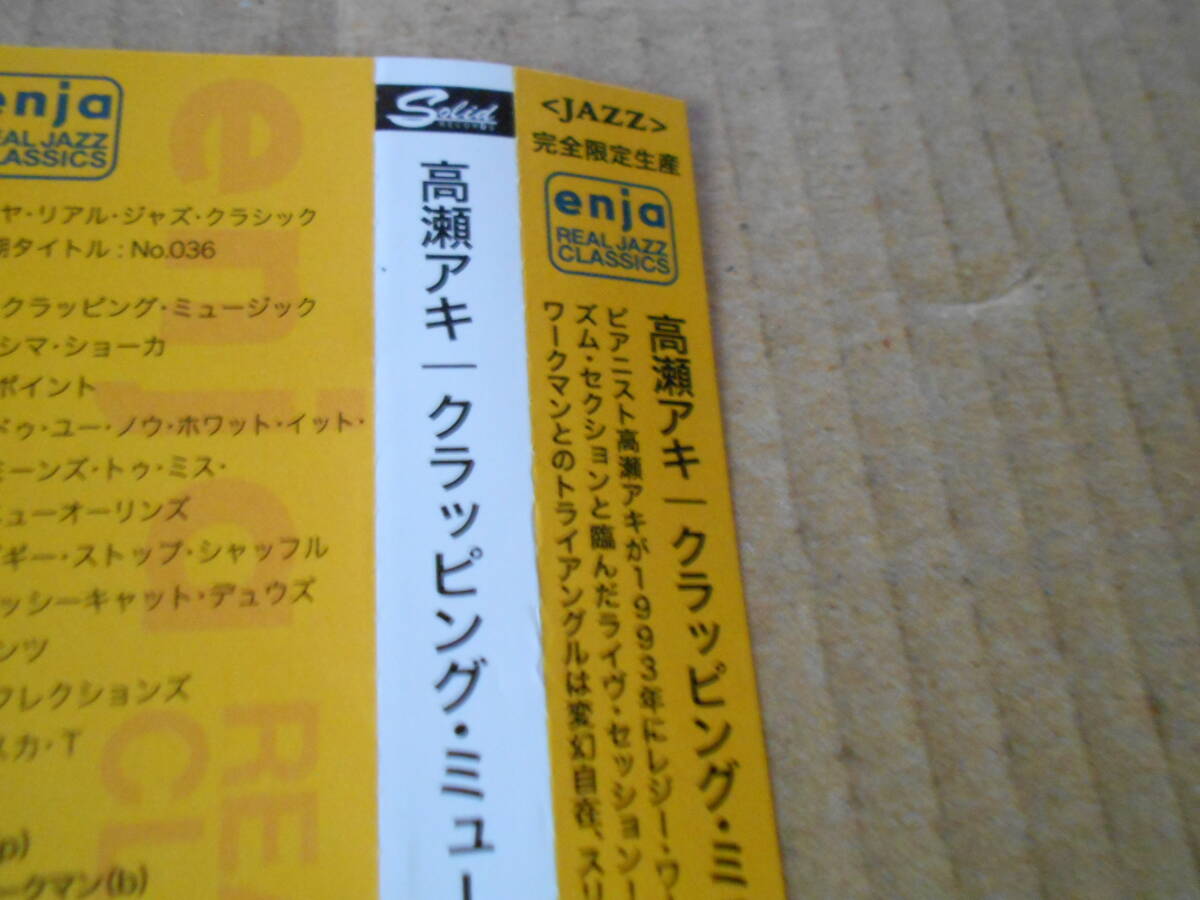 enja
REAL JAZZ
CLASSICS
ヤ・リアル・ジャズ・クラシック
期タイトル : No.036
クラッピング・ミュージック
シマ・ショーカ
ポイント
ドゥ・ユー・ノウ・ホワット・イット・
ミーンズ・トゥ・ミス・
ニューオーリンズ
ギー・ストップ・シャッフル
ッシーキャット・デュウズ
ンツ
フレクションズ
スカ・T
p)
ークマン(b)
enja
RE
CL
Solid
RECORDS
高瀬アキ | クラッピング・ミュー
<JAZZ>
完全限定生産
enja
REAL JAZZ
CLASSICS
高瀬アキ | クラッピング・ミ
ピアニスト高瀬アキが1993年にレジー・ワ
ズム・セクションと臨んだライヴ・セッション!
ワークマンとのトライアングルは変幻自在、スリ